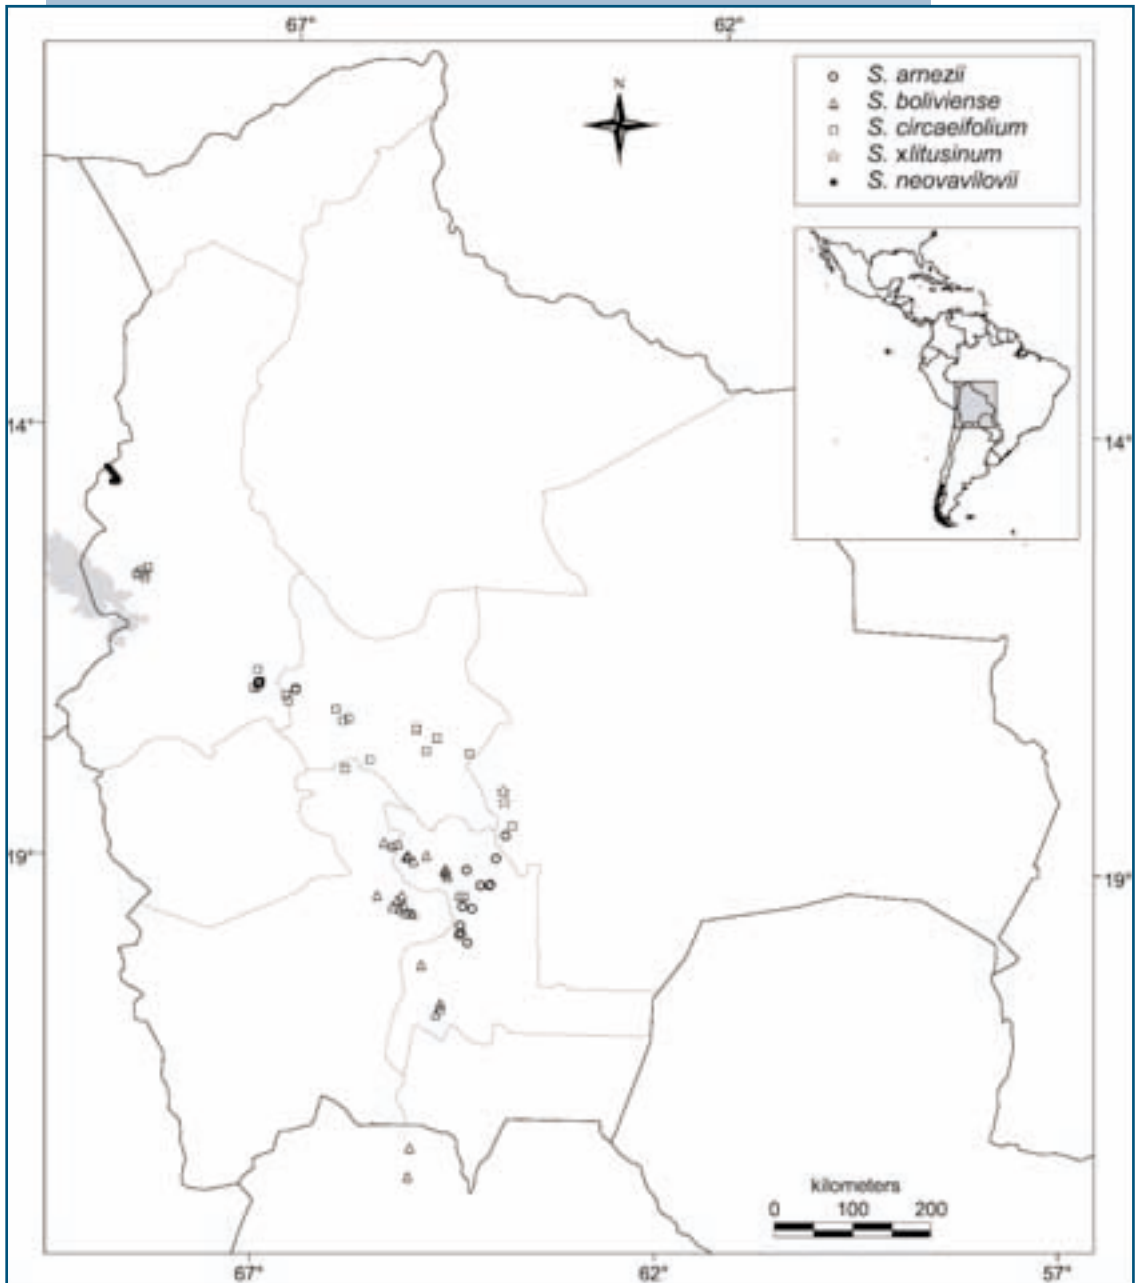 67° 62°
N
S. arnezii
S. boliviense
S. circaeifolium
S. xlitusinum
S. neovavilovii
14° 14°
19° 19°
kilometers
0 100 200
67° 62° 57°